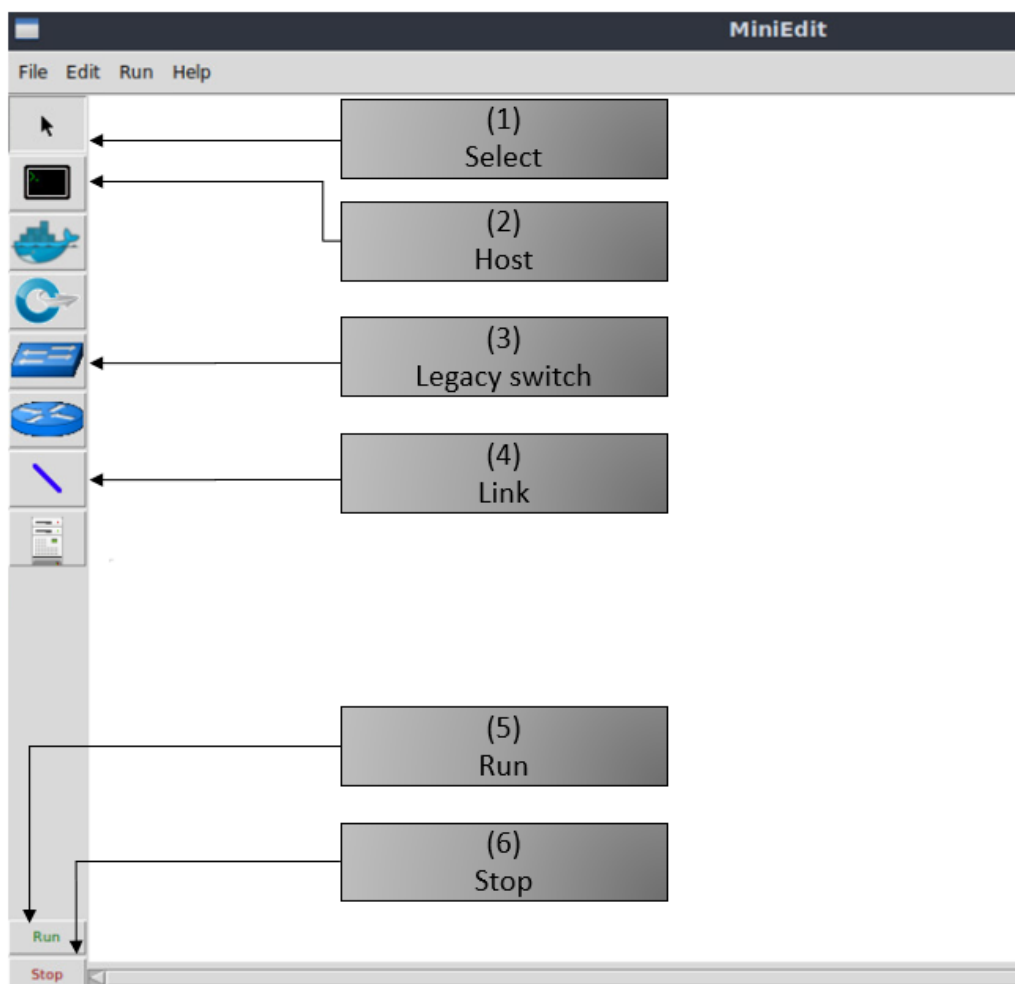 MiniEdit
File Edit Run Help
(1)
Select
(2)
Host
(3)
Legacy switch
(4)
Link
(5)
Run
(6)
Stop
Run
Stop